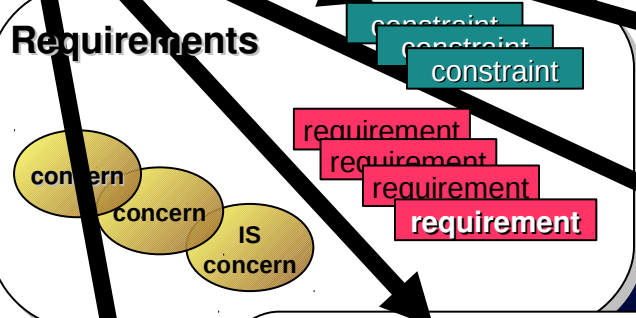 Requirements
constraint
constraint
constraint
requirement
requirement
requirement
requirement
concern
concern
IS
concern